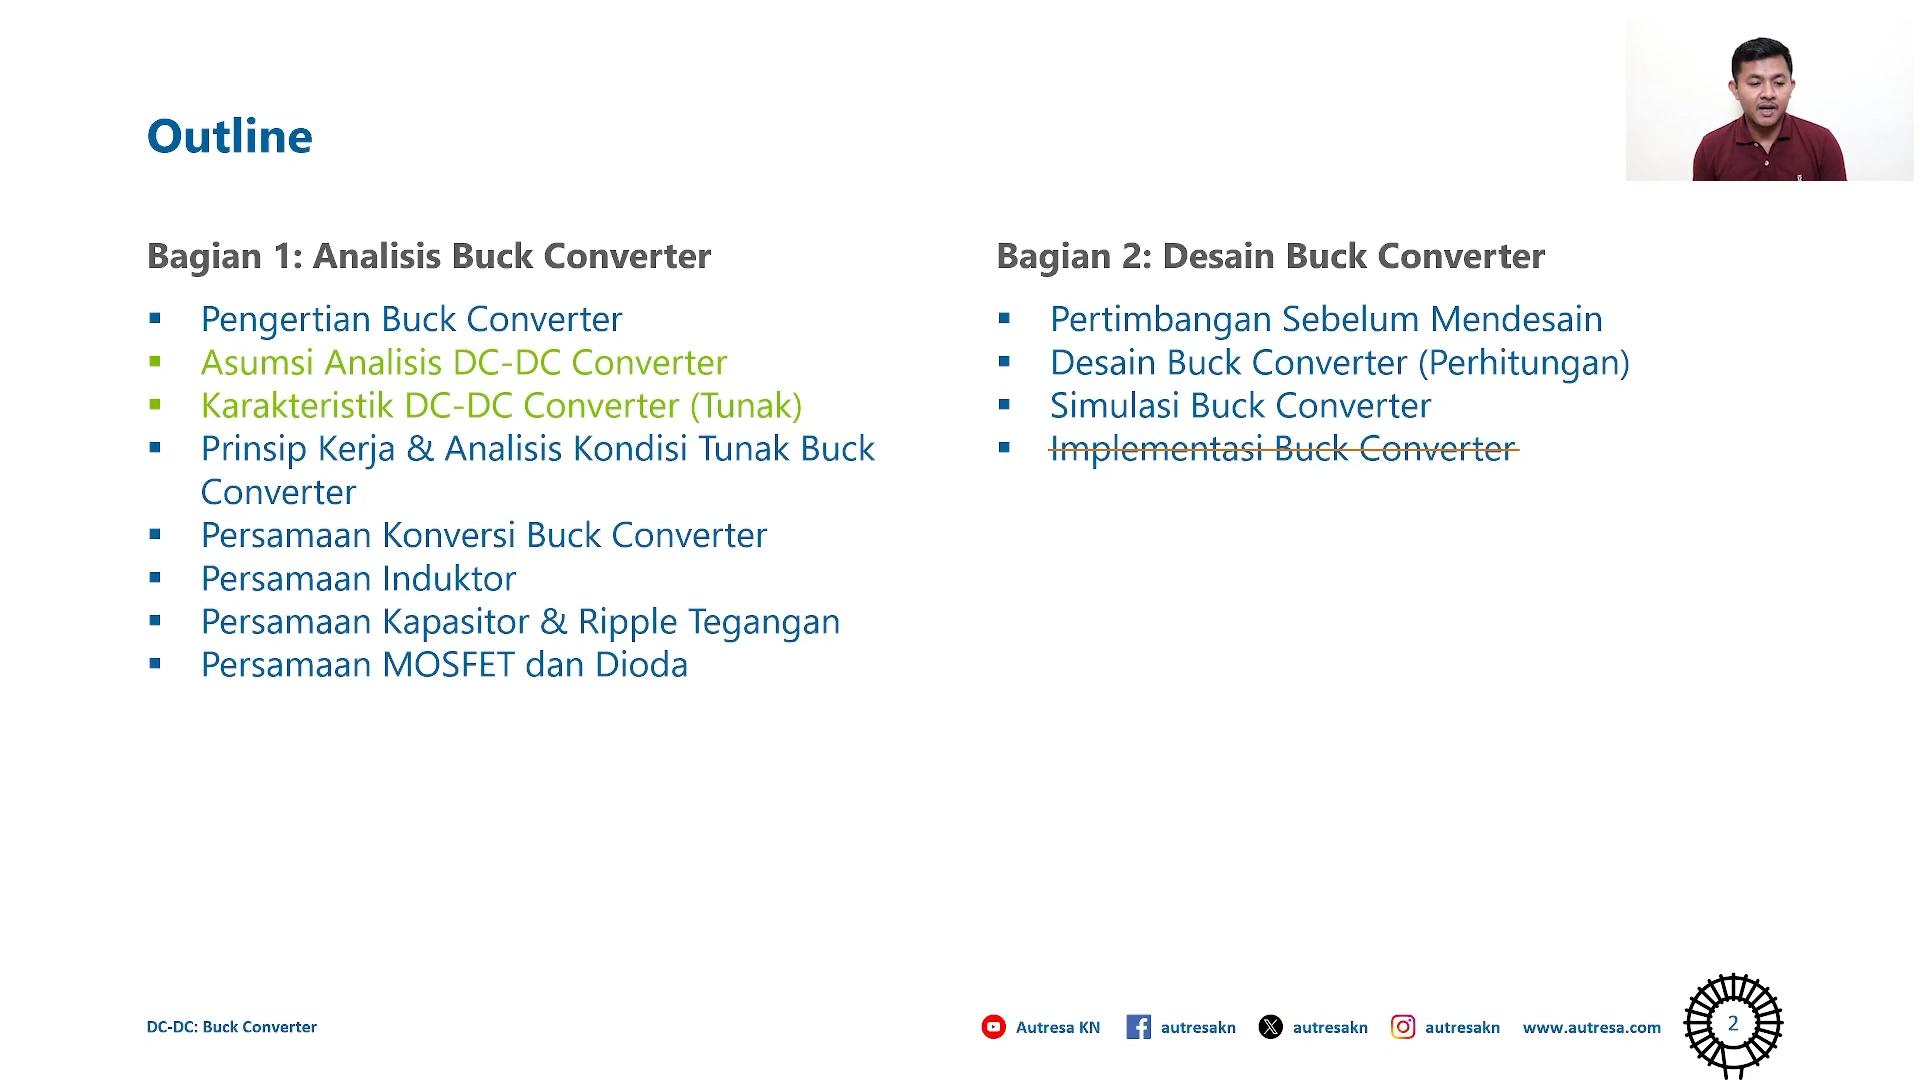 Outline
Bagian 1: Analisis Buck Converter
Pengertian Buck Converter
Asumsi Analisis DC-DC Converter
Karakteristik DC-DC Converter (Tunak)
Prinsip Kerja & Analisis Kondisi Tunak Buck
Converter
Persamaan Konversi Buck Converter
Persamaan Induktor
Persamaan Kapasitor & Ripple Tegangan
Persamaan MOSFET dan Dioda
Bagian 2: Desain Buck Converter
Pertimbangan Sebelum Mendesain
Desain Buck Converter (Perhitungan)
Simulasi Buck Converter
Implementasi Buck Converter
DC-DC: Buck Converter
Autresa KN autresakn autresakn autresakn www.autresa.com
2